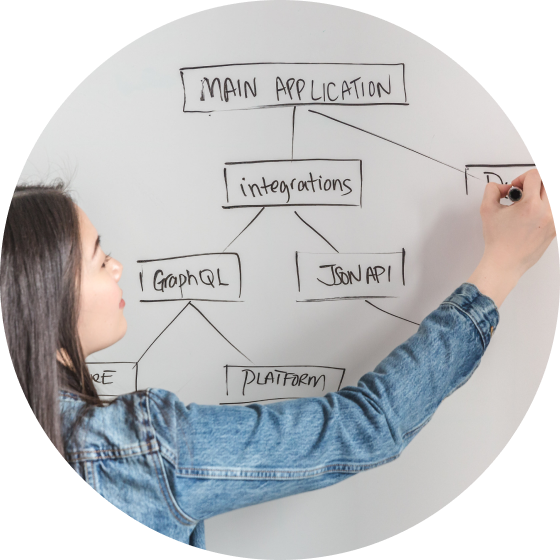 MAIN APPLICATION
integrations
GraphQL
JSON API
PLATFORM